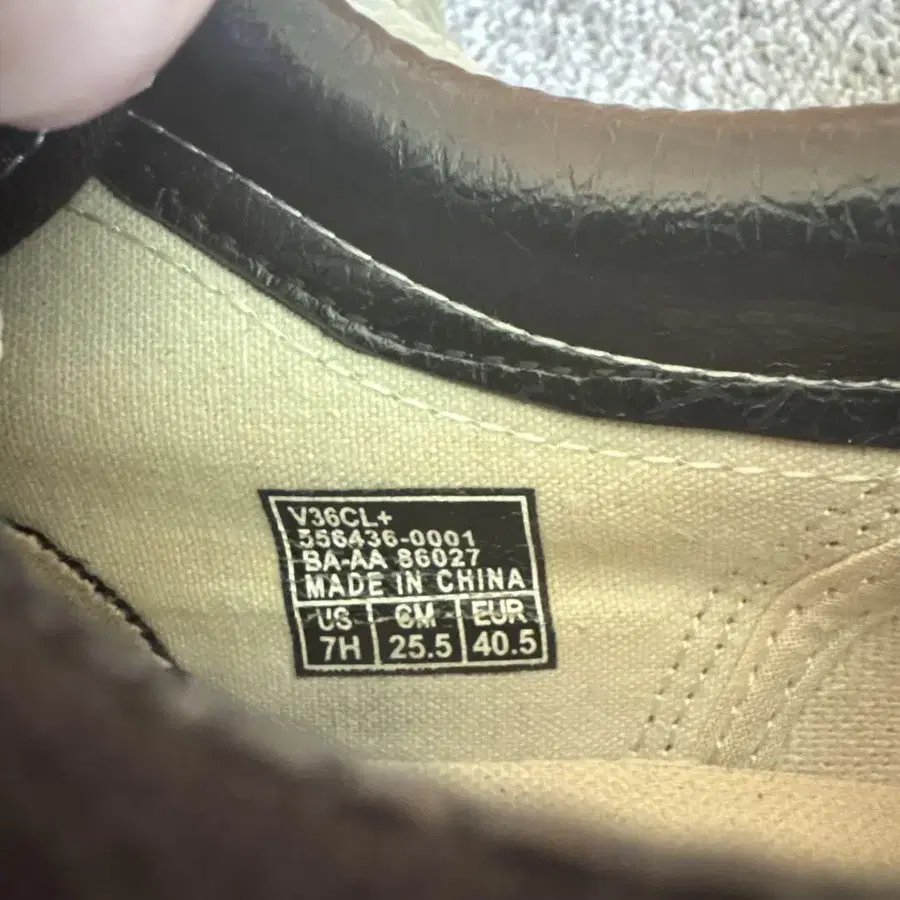 V36CL+
556436-0001
BA-AA 86027
MADE IN CHINA
US CM EUR
7H 25.5 40.5